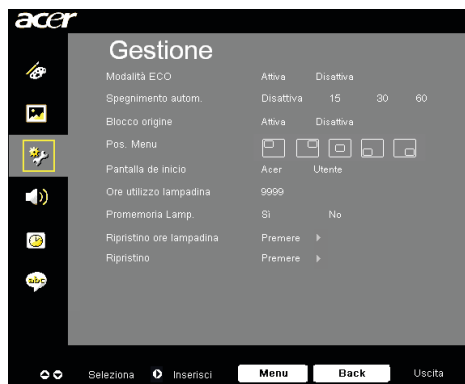 acer
Gestione
Modalità ECO Attiva Disattiva
Spegnimento autom. Disattiva 15 30 60
Blocco origine Attiva Disattiva
Pos. Menu
Pantalla de inicio Acer Utente
Ore utilizzo lampadina 9999
Promemoria Lamp. Sì No
Ripristino ore lampadina Premere
Ripristino Premere
abc
Seleziona Inserisci Menu Back Uscita